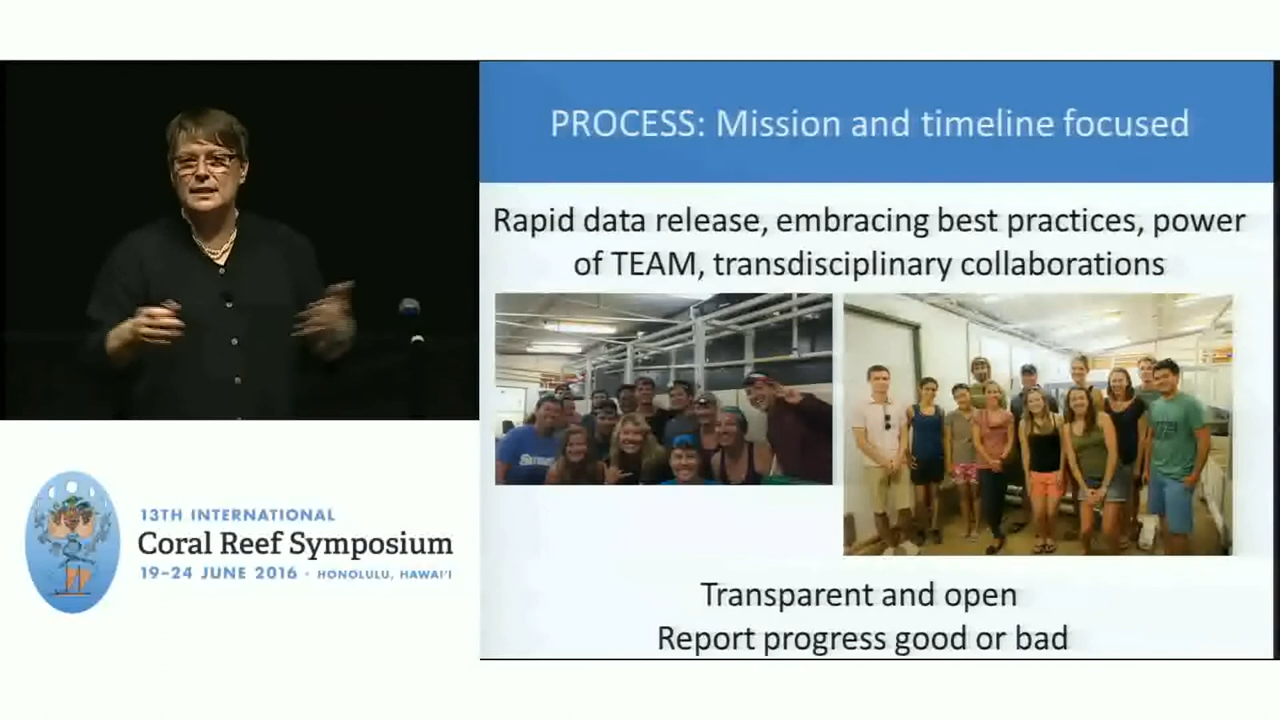 PROCESS: Mission and timeline focused
Rapid data release, embracing best practices, power
of TEAM, transdisciplinary collaborations
Transparent and open
Report progress good or bad
13TH INTERNATIONAL
Coral Reef Symposium
19–24 JUNE 2016 · HONOLULU, HAWAI'I